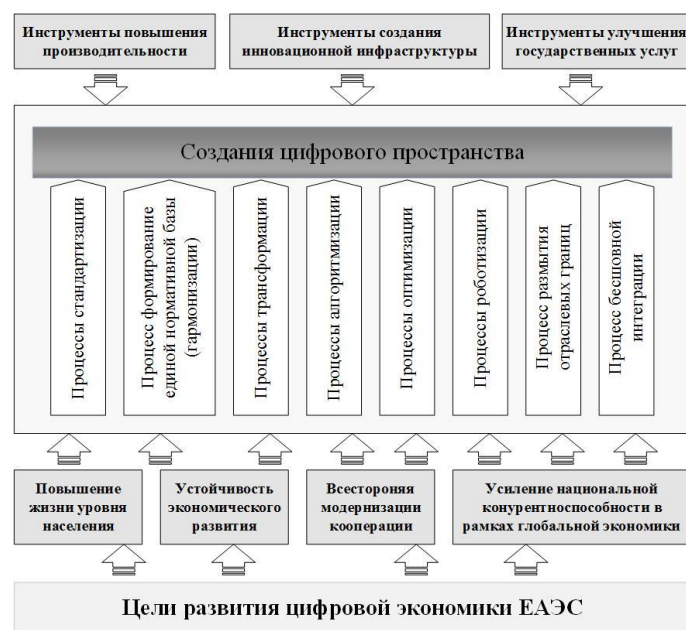 Инструменты повышения
производительности
Инструменты создания
инновационной инфраструктуры
Инструменты улучшения
государственных услуг
Создания цифрового пространства
Процессы стандартизации
Процесс формирование
единой нормативной базы
(гармонизации)
Процессы трансформации
Процессы алгоритмизации
Процессы оптимизации
Процессы роботизации
Процесс размытия
отраслевых границ
Процесс бесшовной
интеграции
Повышение
жизни уровня
населения
Устойчивость
экономического
развития
Всестороняя
модернизации
кооперации
Усиление национальной
конкурентноспособности в
рамках глобальной экономики
Цели развития цифровой экономики ЕАЭС